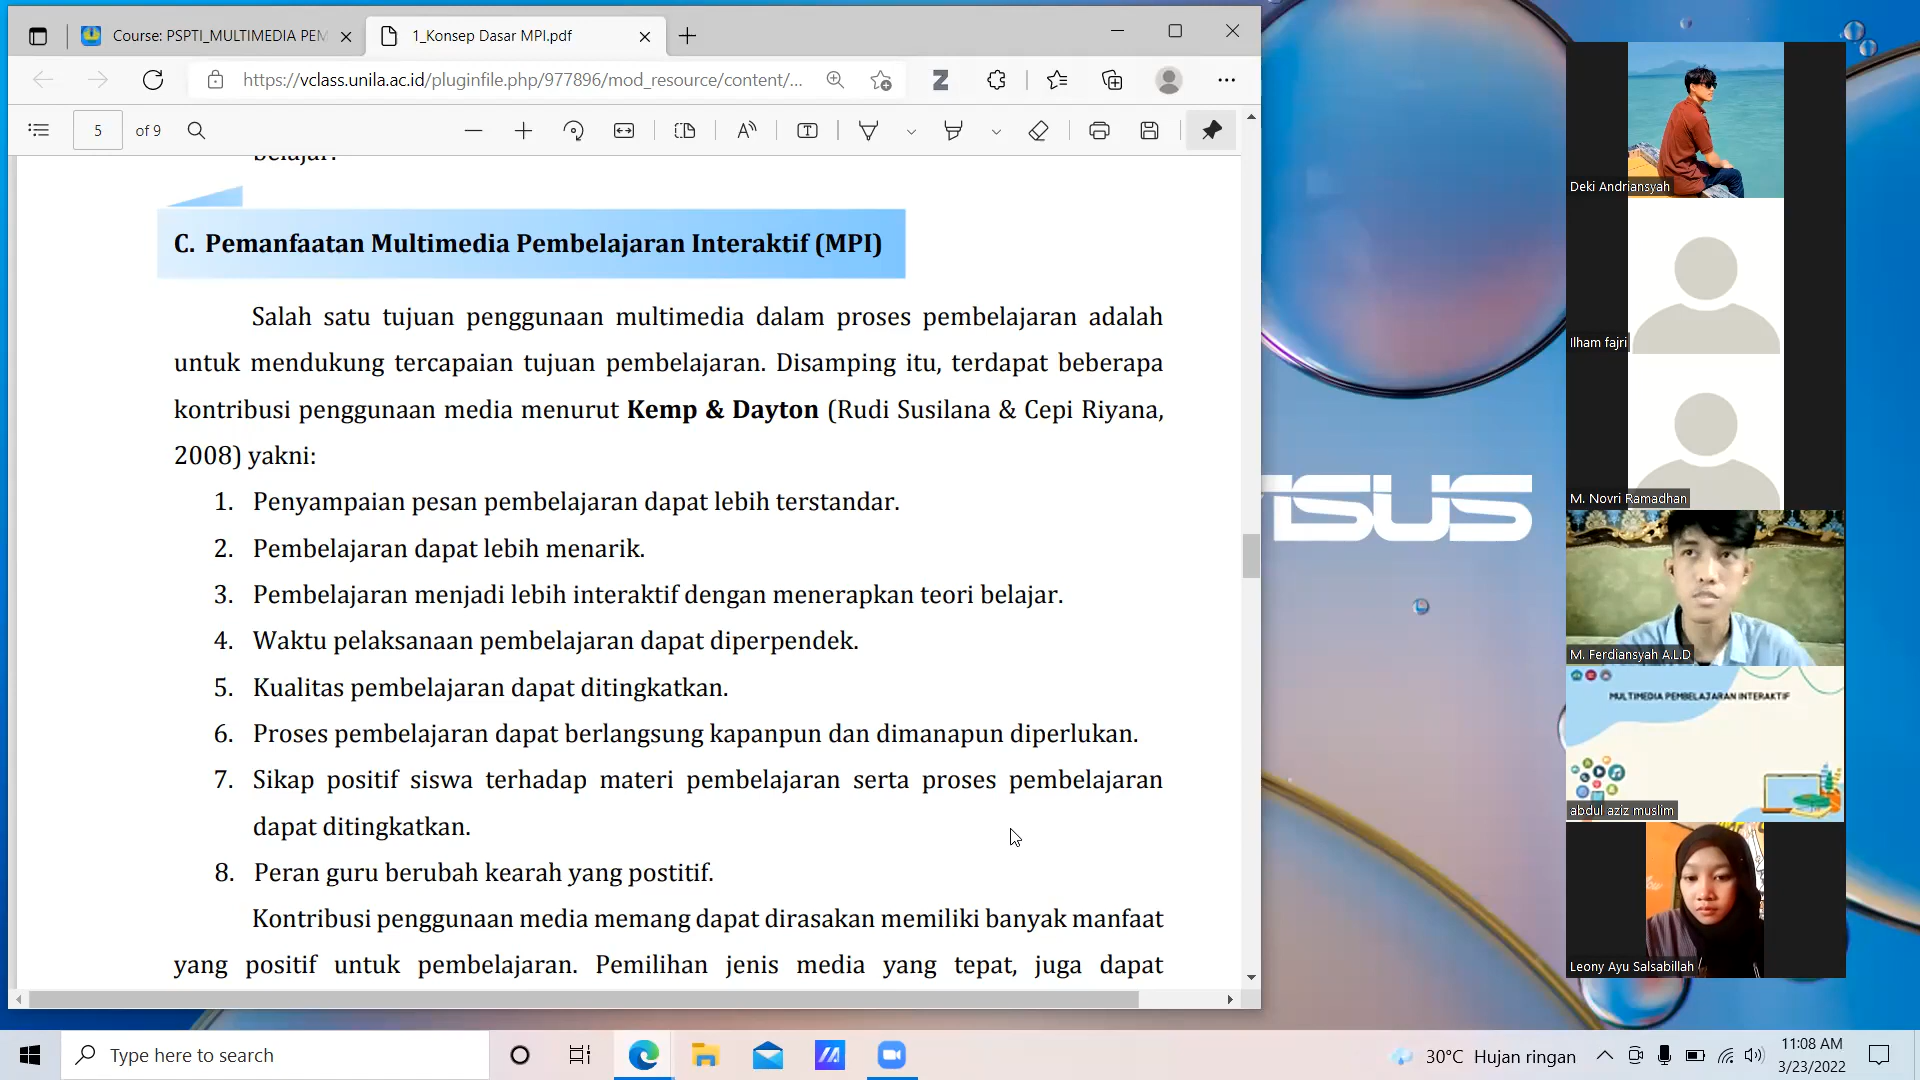 Course: PSPTI_MULTIMEDIA PEM
1_Konsep Dasar MPI.pdf
https://vclass.unila.ac.id/pluginfile.php/977896/mod_resource/content/...
5 of 9
belajar.
C. Pemanfaatan Multimedia Pembelajaran Interaktif (MPI)
Salah satu tujuan penggunaan multimedia dalam proses pembelajaran adalah
untuk mendukung tercapaian tujuan pembelajaran. Disamping itu, terdapat beberapa
kontribusi penggunaan media menurut Kemp & Dayton (Rudi Susilana & Cepi Riyana,
2008) yakni:
1. Penyampaian pesan pembelajaran dapat lebih terstandar.
2. Pembelajaran dapat lebih menarik.
3. Pembelajaran menjadi lebih interaktif dengan menerapkan teori belajar.
4. Waktu pelaksanaan pembelajaran dapat diperpendek.
5. Kualitas pembelajaran dapat ditingkatkan.
6. Proses pembelajaran dapat berlangsung kapanpun dan dimanapun diperlukan.
7. Sikap positif siswa terhadap materi pembelajaran serta proses pembelajaran
dapat ditingkatkan.
8. Peran guru berubah kearah yang postitif.
Kontribusi penggunaan media memang dapat dirasakan memiliki banyak manfaat
yang positif untuk pembelajaran. Pemilihan jenis media yang tepat, juga dapat
ASUS
Deki Andriansyah
Ilham fajri
M. Novri Ramadhan
M. Ferdiansyah A.L.D
MULTIMEDIA PEMBELAJARAN INTERAKTIF
abdul aziz muslim
Leony Ayu Salsabillah /
Type here to search
30°C Hujan ringan
11:08 AM
3/23/2022